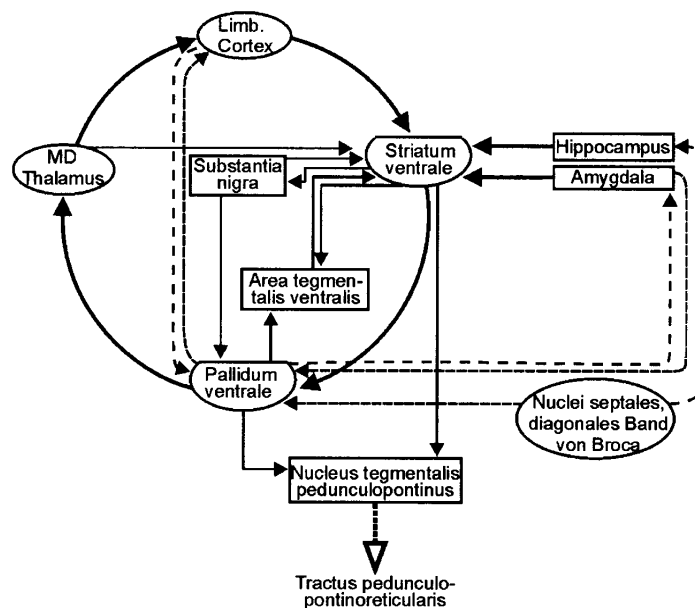 Limb.
Cortex
MD
Thalamus
Substantia
nigra
Striatum
ventrale
Hippocampus
Amygdala
Area tegmen-
talis ventralis
Pallidum
ventrale
Nuclei septales,
diagonales Band
von Broca
Nucleus tegmentalis
pedunculopontinus
Tractus pedunculo-
pontinoreticularis